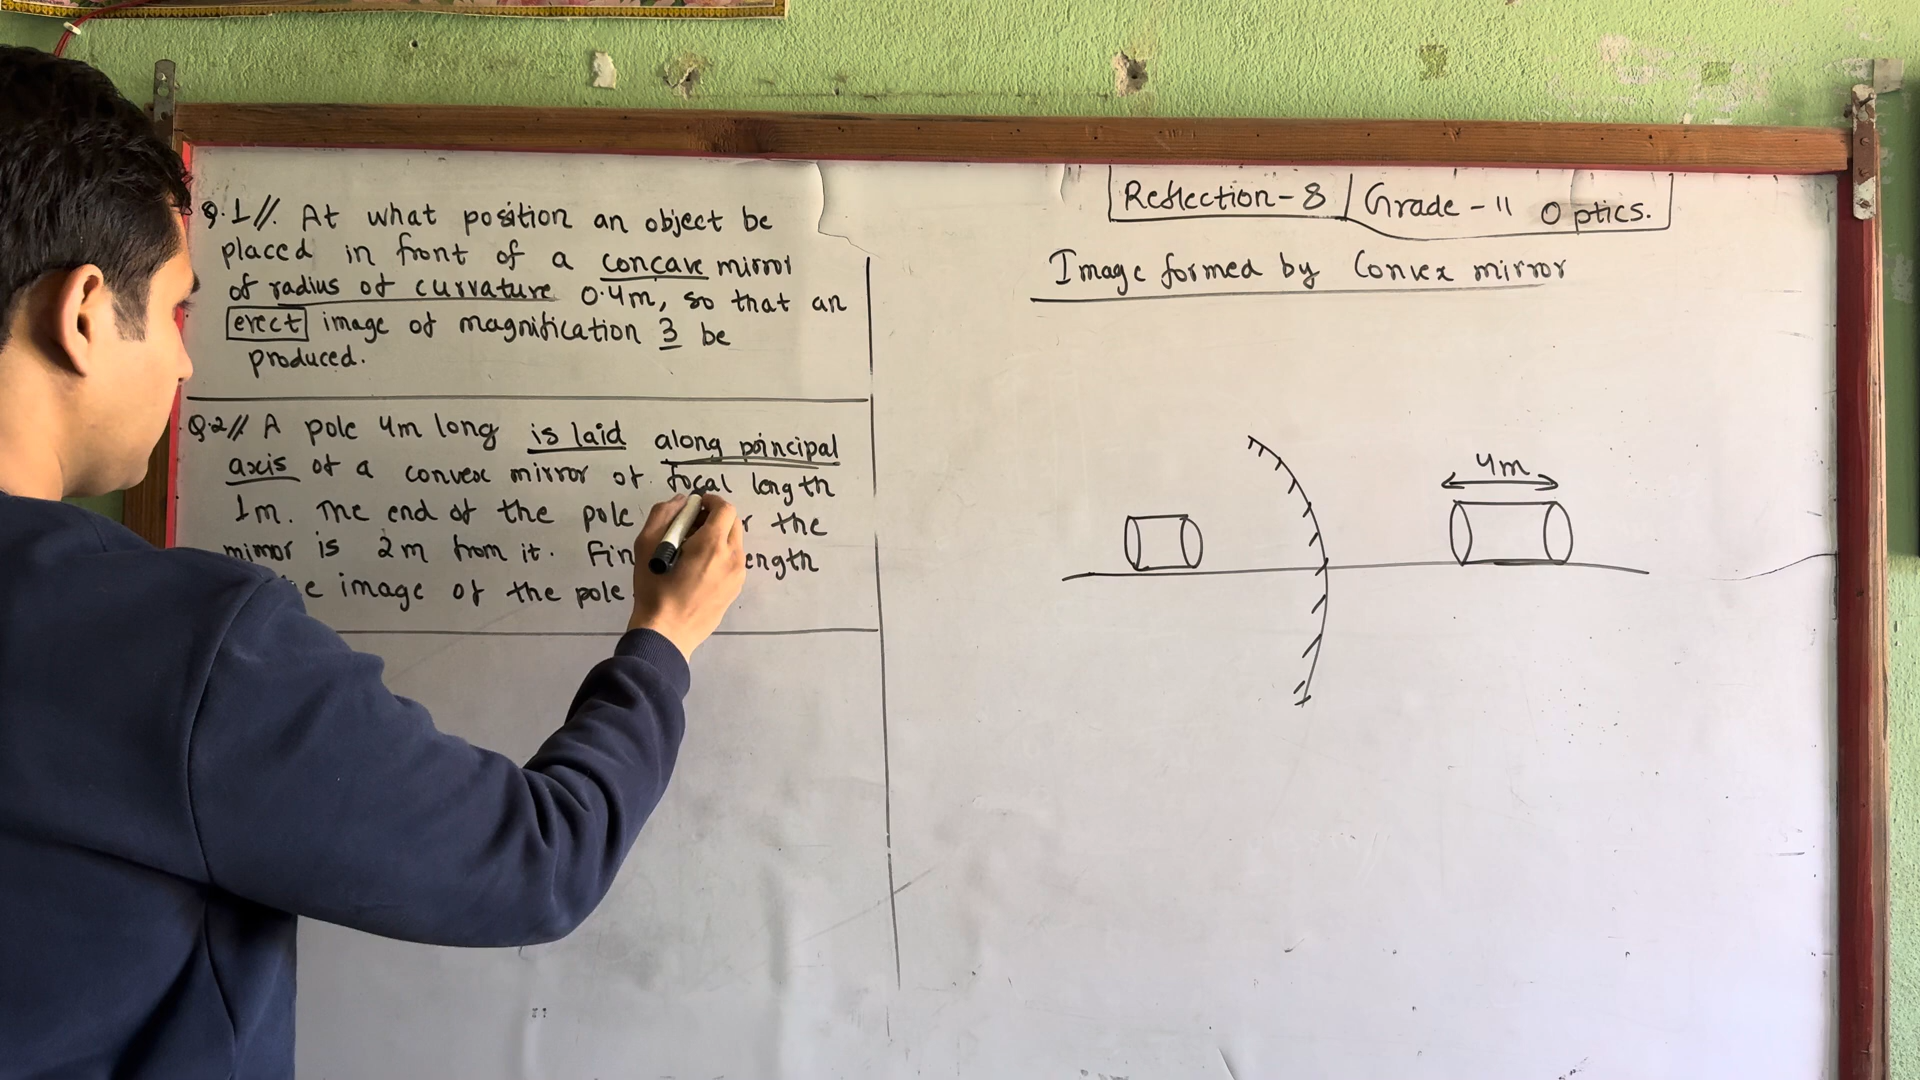 Q.1//. At what position an object be
placed in front of a concave mirror
of radius of curvature 0.4m, so that an
erect image of magnification 3 be
produced.
Q.2// A pole 4m long is laid along principal
axis of a convex mirror of focal length
1m. The end of the pole r the
mirror is 2m from it. Fin ength
e image of the pole
Reflection-8 Grade-11 Optics.
Image formed by Convex mirror
4m